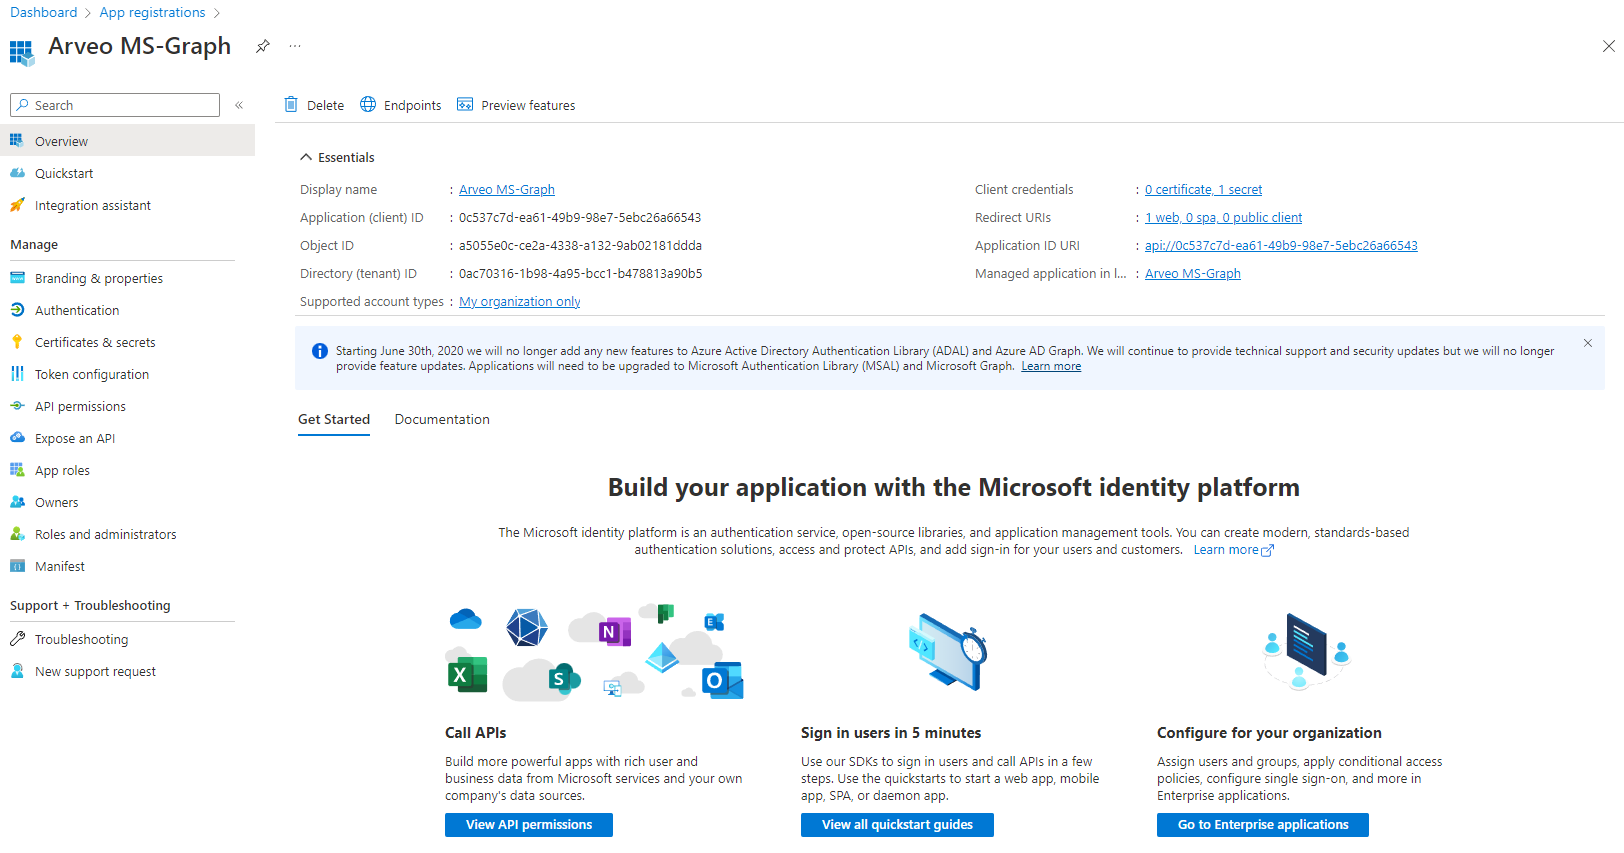 Dashboard > App registrations >
Arveo MS-Graph ...
Search «
Overview
Quickstart
Integration assistant
Manage
Branding & properties
Authentication
Certificates & secrets
Token configuration
API permissions
Expose an API
App roles
Owners
Roles and administrators
Manifest
Support + Troubleshooting
Troubleshooting
New support request
Delete Endpoints Preview features
Essentials
Display name : Arveo MS-Graph
Application (client) ID : 0c537c7d-ea61-49b9-98e7-5ebc26a66543
Object ID : a5055e0c-ce2a-4338-a132-9ab02181ddda
Directory (tenant) ID : 0ac70316-1b98-4a95-bcc1-b478813a90b5
Supported account types : My organization only
Client credentials : 0 certificate, 1 secret
Redirect URIs : 1 web, 0 spa, 0 public client
Application ID URI : api://0c537c7d-ea61-49b9-98e7-5ebc26a66543
Managed application in l... : Arveo MS-Graph
Starting June 30th, 2020 we will no longer add any new features to Azure Active Directory Authentication Library (ADAL) and Azure AD Graph. We will continue to provide technical support and security updates but we will no longer
provide feature updates. Applications will need to be upgraded to Microsoft Authentication Library (MSAL) and Microsoft Graph. Learn more
Get Started Documentation
Build your application with the Microsoft identity platform
The Microsoft identity platform is an authentication service, open-source libraries, and application management tools. You can create modern, standards-based
authentication solutions, access and protect APIs, and add sign-in for your users and customers. Learn more
N
E
X
S
O
Call APIs
Build more powerful apps with rich user and
business data from Microsoft services and your own
company's data sources.
View API permissions
Sign in users in 5 minutes
Use our SDKs to sign in users and call APIs in a few
steps. Use the quickstarts to start a web app, mobile
app, SPA, or daemon app.
View all quickstart guides
Configure for your organization
Assign users and groups, apply conditional access
policies, configure single sign-on, and more in
Enterprise applications.
Go to Enterprise applications